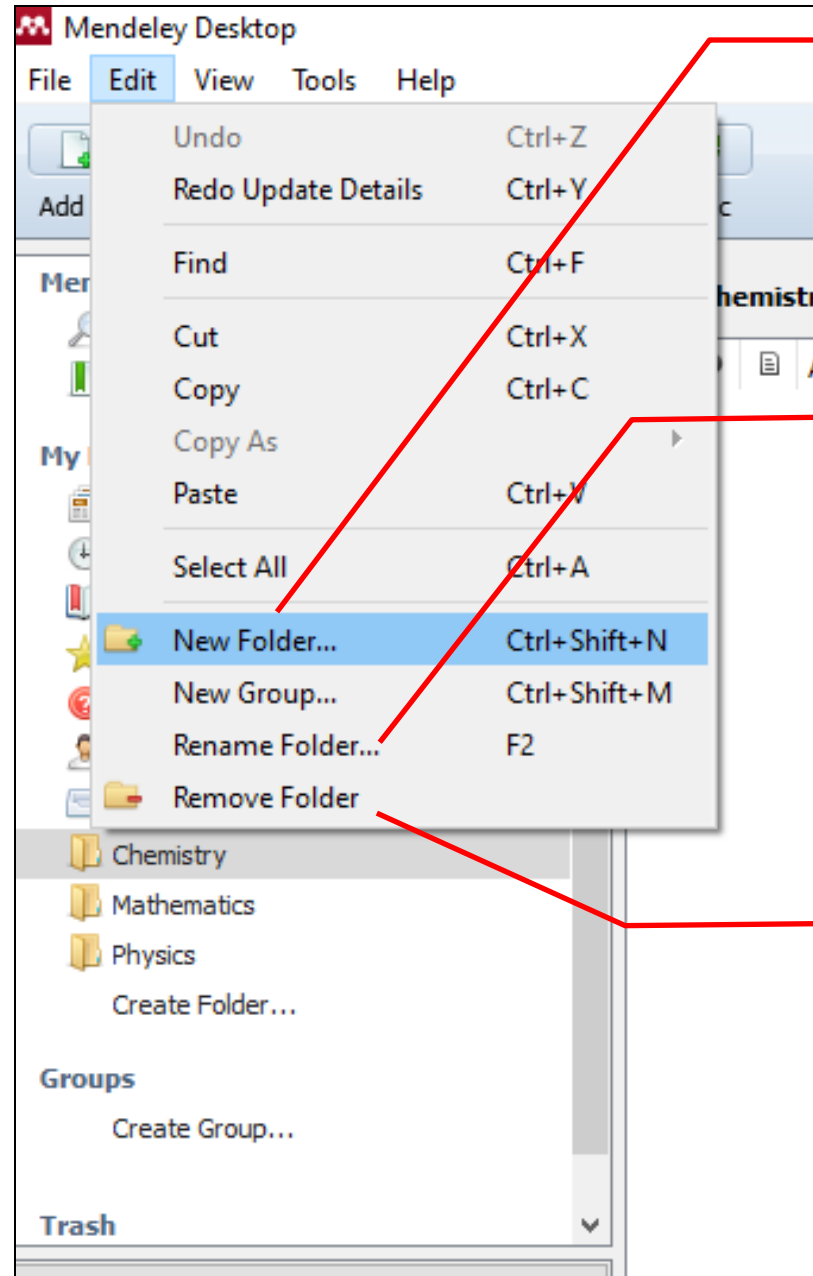 Mendeley Desktop
File Edit View Tools Help
Undo Ctrl+Z
Redo Update Details Ctrl+Y
Add
Find Ctrl+F
Cut Ctrl+X
Copy Ctrl+C
Copy As
My
Paste Ctrl+V
Select All Ctrl+A
New Folder... Ctrl+Shift+N
New Group... Ctrl+Shift+M
Rename Folder... F2
Remove Folder
Chemistry
Mathematics
Physics
Create Folder...
Groups
Create Group...
Trash